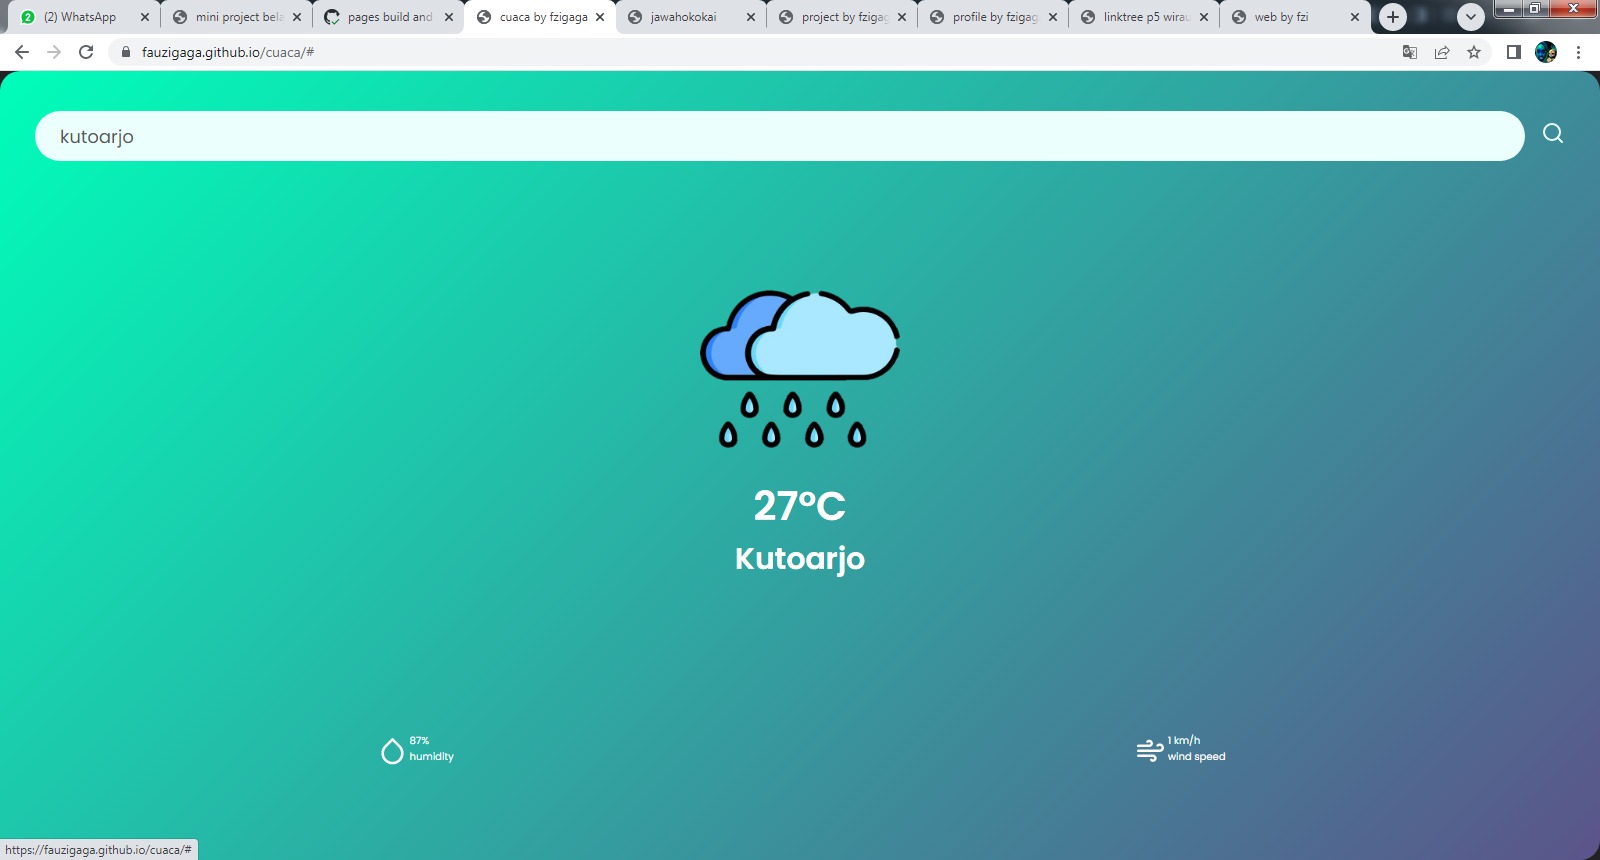 (2) WhatsApp
mini project bela
pages build and
cuaca by fzigaga
jawahokokai
project by fzigag
profile by fzigag
linktree p5 wirau
web by fzi
fauzigaga.github.io/cuaca/#
kutoarjo
27°C
Kutoarjo
87%
humidity
1 km/h
wind speed
https://fauzigaga.github.io/cuaca/#